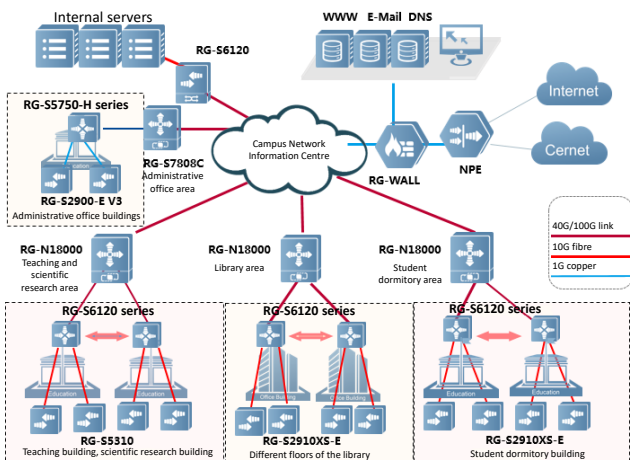 Internal servers
WWW E-Mail DNS
RG-S6120
RG-S5750-H series
Internet
Campus Network
Information Centre
Cernet
RG-S7808C
Administrative
office area
RG-WALL
NPE
RG-S2900-E V3
Administrative office buildings
40G/100G link
10G fibre
1G copper
RG-N18000
Teaching and
scientific
research area
RG-N18000
Library area
RG-N18000
Student
dormitory area
RG-S6120 series
Education
Education
RG-S5310
Teaching building, scientific research building
RG-S6120 series
Office Building
Office Building
RG-S2910XS-E
Different floors of the library
RG-S6120 series
Education
Education
RG-S2910XS-E
Student dormitory building